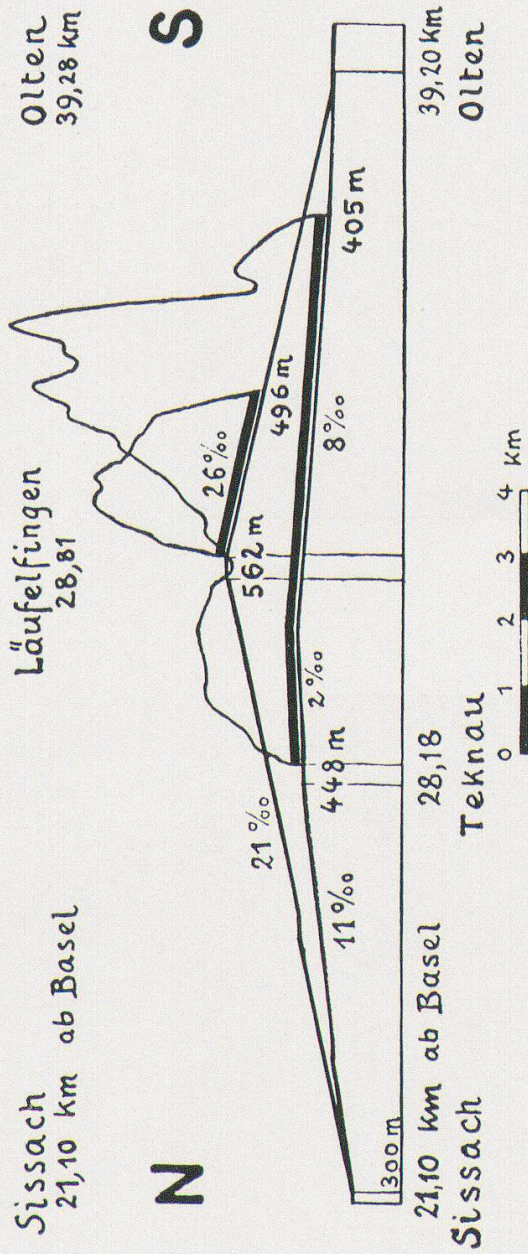 Sissach
21,10 km ab Basel
Läufelfingen
28,81
Olten
39,28 km
N
S
21‰
26‰
562 m
496 m
11‰
448 m
2‰
8‰
405 m
300 m
21,10 km ab Basel
Sissach
28,18
Teknau
39,20 km
Olten
0 1 2 3 4 Km